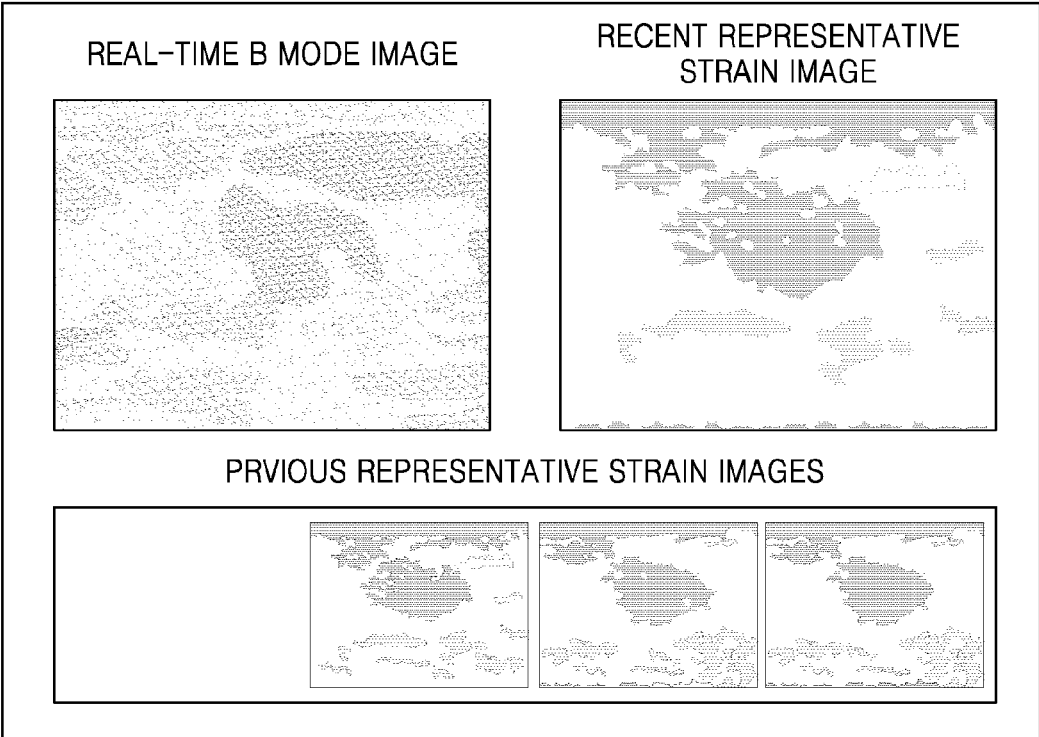 REAL-TIME B MODE IMAGE
RECENT REPRESENTATIVE
STRAIN IMAGE
PRVIOUS REPRESENTATIVE STRAIN IMAGES